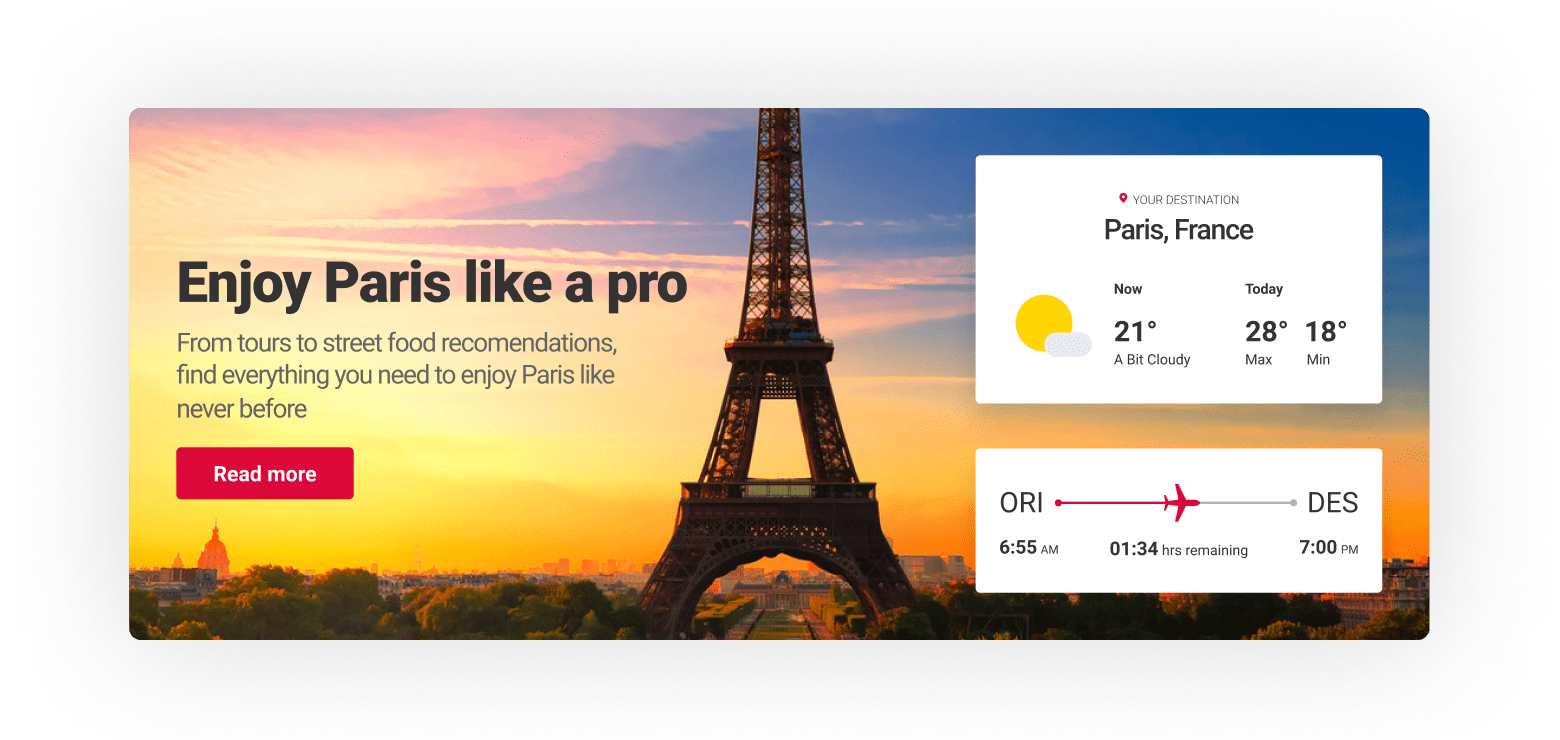 Enjoy Paris like a pro
From tours to street food recomendations,
find everything you need to enjoy Paris like
never before
Read more
YOUR DESTINATION
Paris, France
Now Today
21° 28° 18°
A Bit Cloudy Max Min
ORI DES
6:55 AM 01:34 hrs remaining 7:00 PM